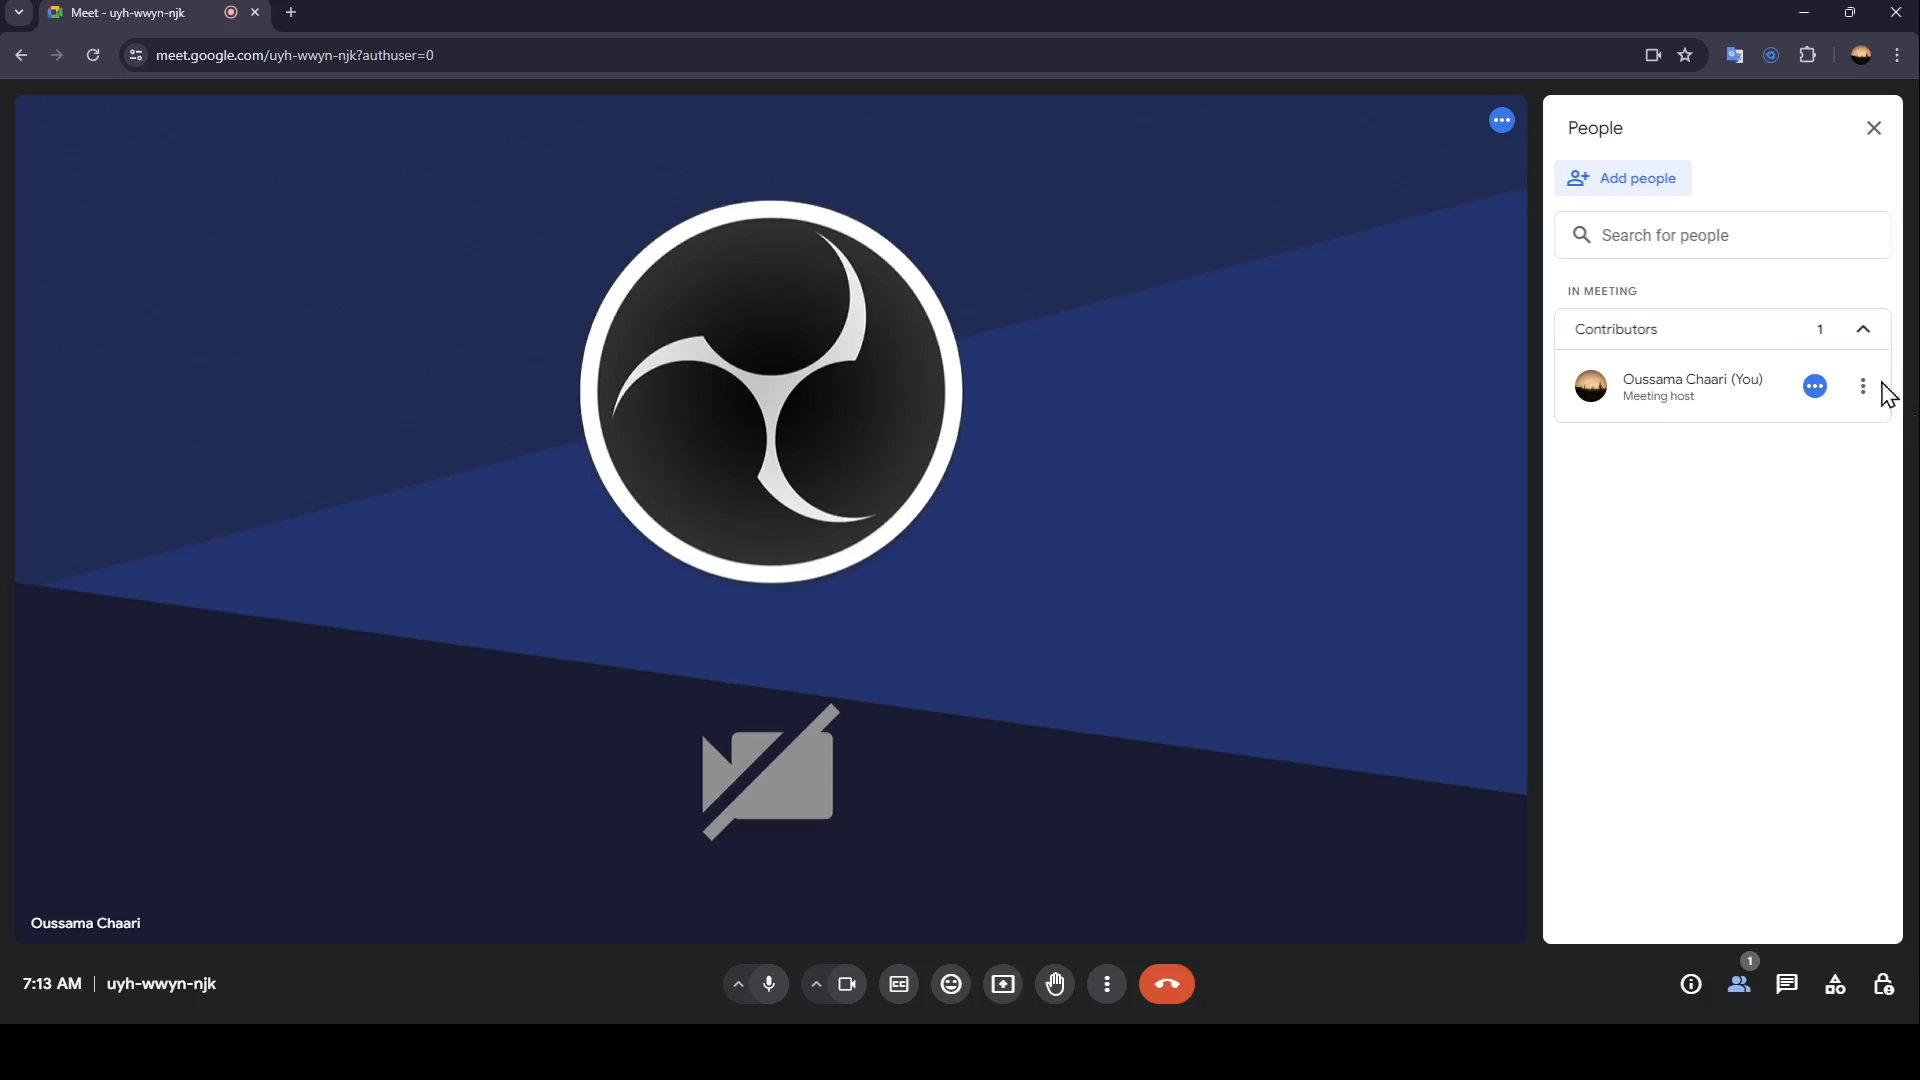 Meet - uyh-wwyn-njk
meet.google.com/uyh-wwyn-njk?authuser=0
People
Add people
Search for people
IN MEETING
Contributors 1
Oussama Chaari (You)
Meeting host
Oussama Chaari
7:13 AM | uyh-wwyn-njk
CC
1